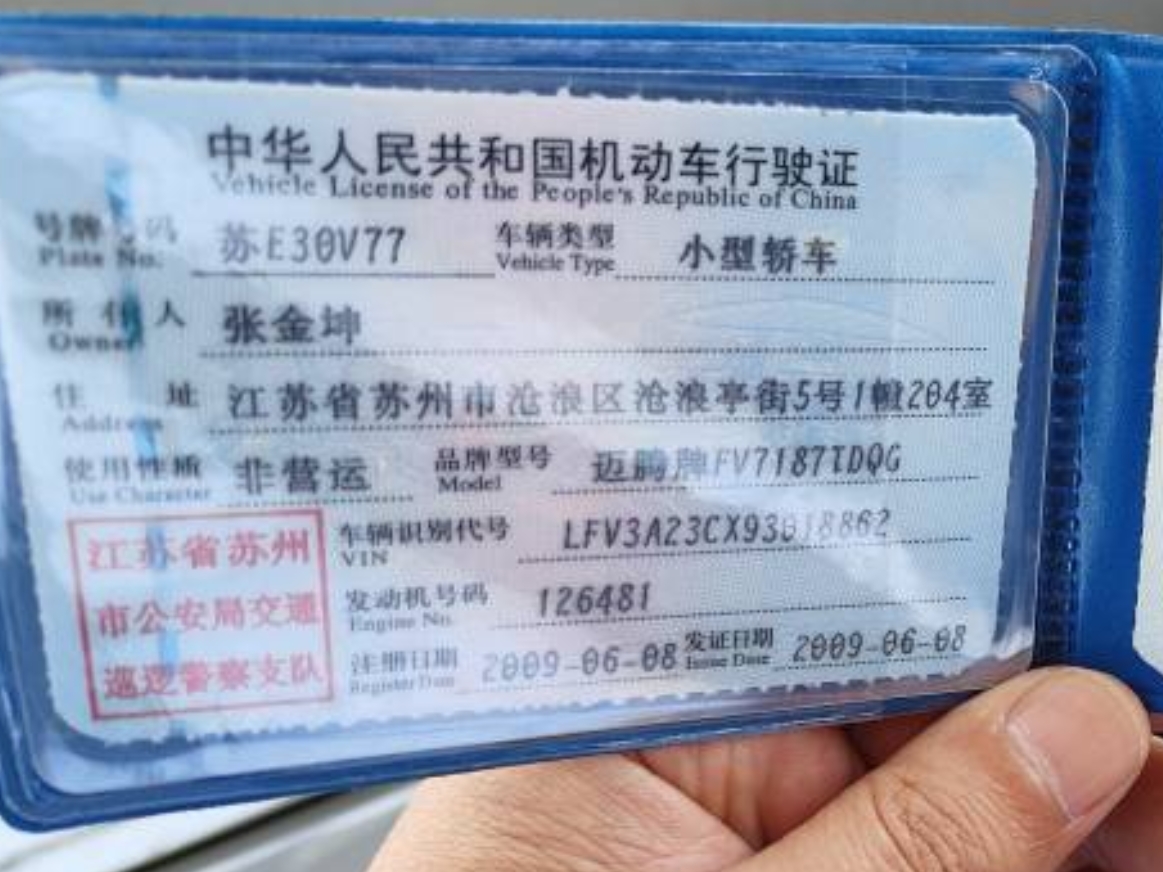 中华人民共和国机动车行驶证
Vehicle License of the People's Republic of China
号牌号码 苏E30V77 车辆类型 小型轿车
Plate No. Vehicle Type
所有人 张金坤
Owner
住址 江苏省苏州市沧浪区沧浪亭街5号1幢204室
Address
使用性质 非营运 品牌型号 迈腾牌FV7187TDQG
Use Character Model
江苏省苏州 车辆识别代号 LFV3A23CX93018862
VIN
市公安局交通 发动机号码 126481
Engine No.
巡逻警察支队 注册日期 2009-06-08 发证日期 2009-06-08
Register Date Issue Date